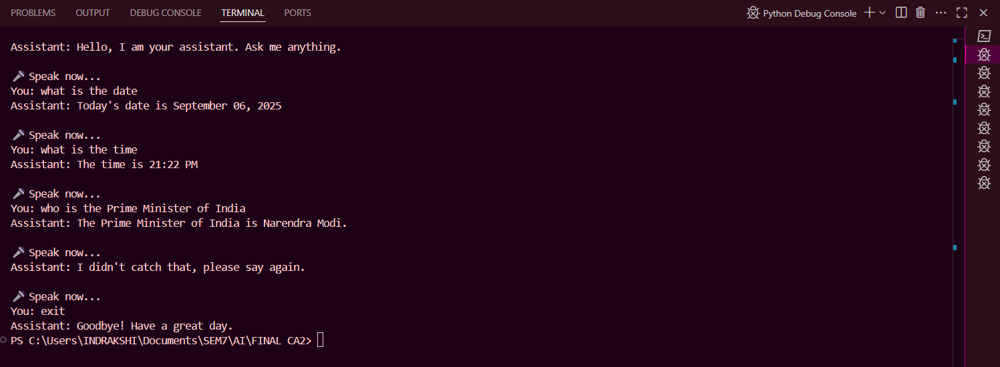 PROBLEMS OUTPUT DEBUG CONSOLE TERMINAL PORTS Python Debug Console
Assistant: Hello, I am your assistant. Ask me anything.
🎤 Speak now...
You: what is the date
Assistant: Today's date is September 06, 2025
🎤 Speak now...
You: what is the time
Assistant: The time is 21:22 PM
🎤 Speak now...
You: who is the Prime Minister of India
Assistant: The Prime Minister of India is Narendra Modi.
🎤 Speak now...
Assistant: I didn't catch that, please say again.
🎤 Speak now...
You: exit
Assistant: Goodbye! Have a great day.
PS C:\Users\INDRAKSHI\Documents\SEM7\AI\FINAL CA2>